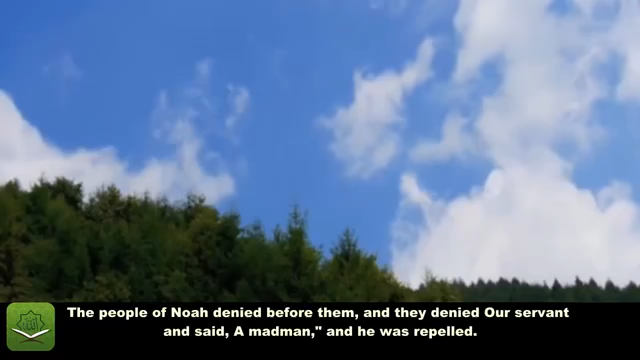 The people of Noah denied before them, and they denied Our servant
and said, A madman," and he was repelled.